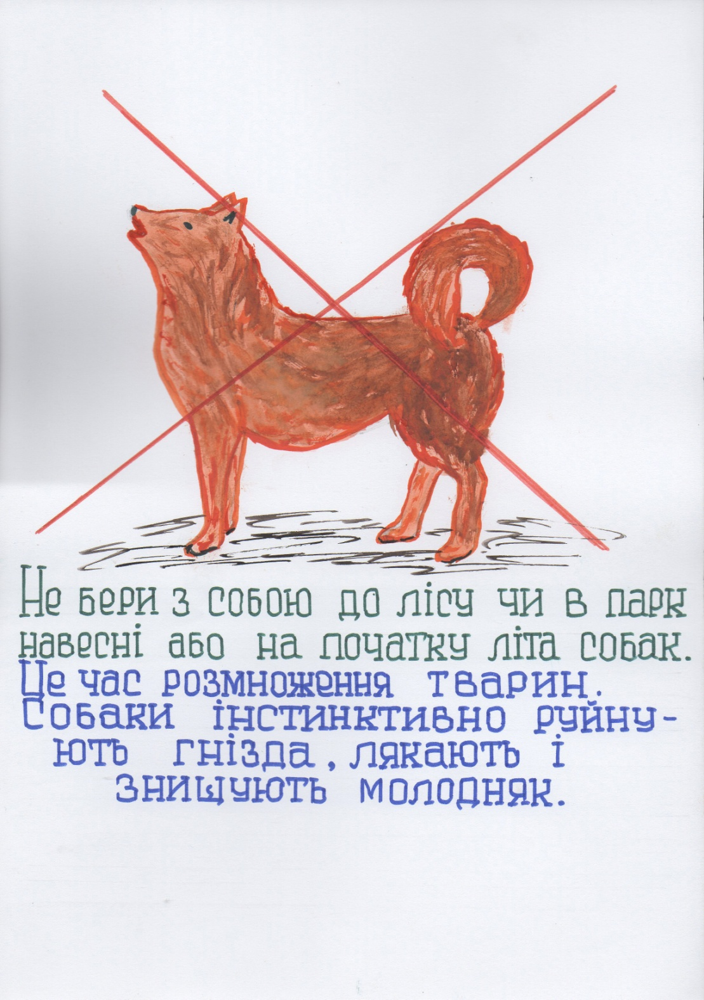 Не бери з собою до лісу чи в парк
навесні або на початку літа собак.
Це час розмноження тварин.
Собаки інстинктивно руйну-
ють гнізда, лякають і
знищують молодняк.